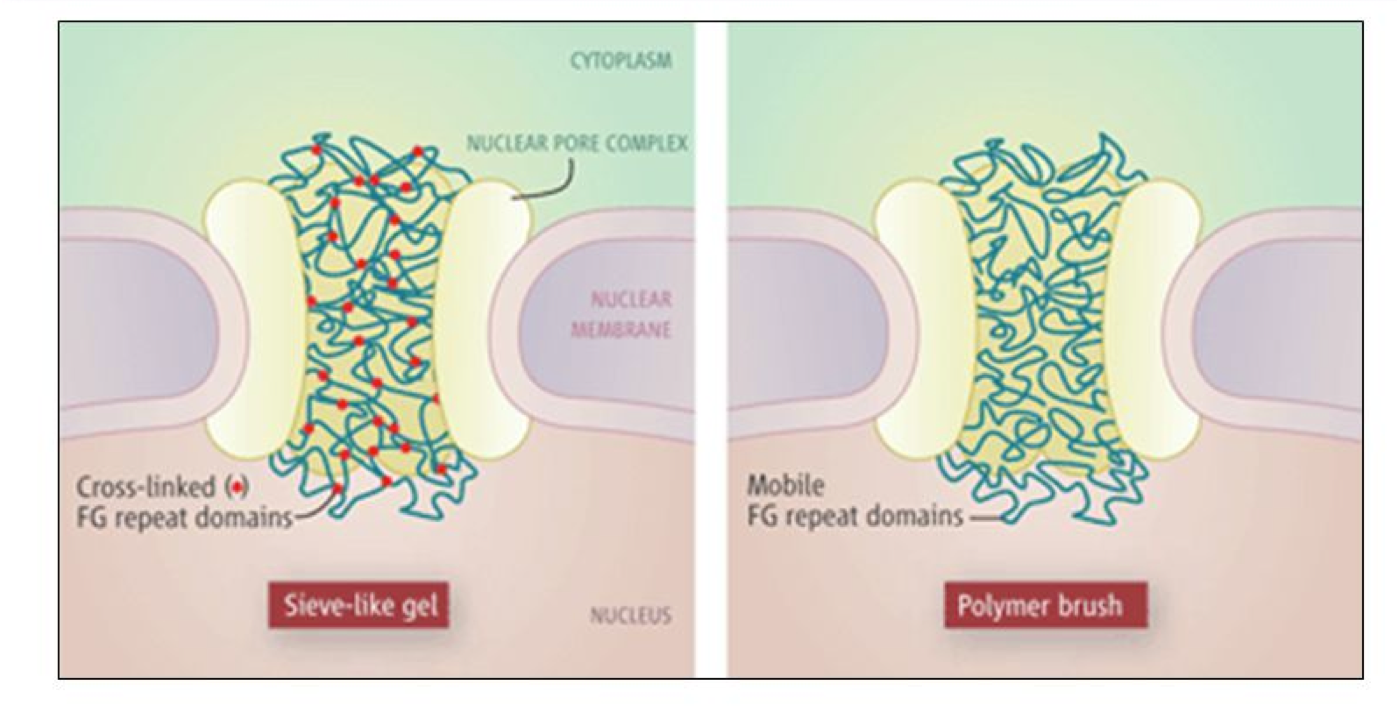 CYTOPLASM
NUCLEAR PORE COMPLEX
NUCLEAR
MEMBRANE
Cross-linked (•)
FG repeat domains
Sieve-like gel
NUCLEUS
Mobile
FG repeat domains
Polymer brush